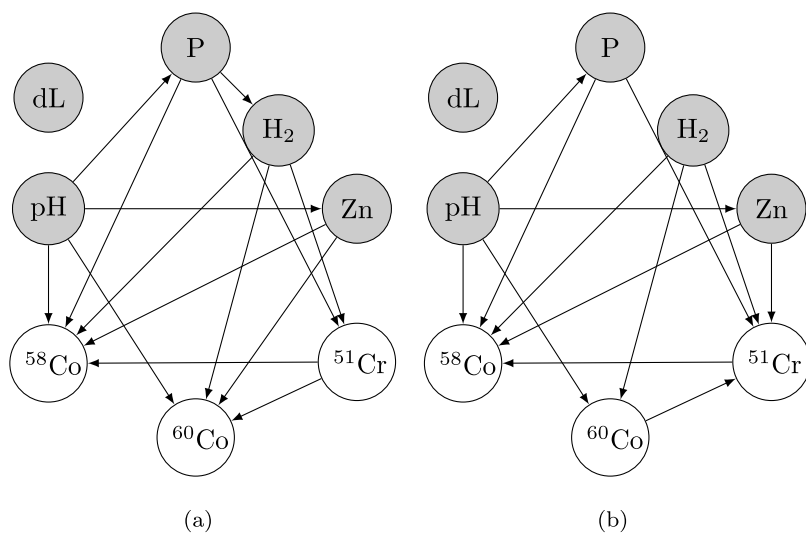 P P
dL dL
H₂ H₂
pH Zn pH Zn
⁵⁸Co ⁵¹Cr ⁵⁸Co ⁵¹Cr
⁶⁰Co ⁶⁰Co
(a) (b)